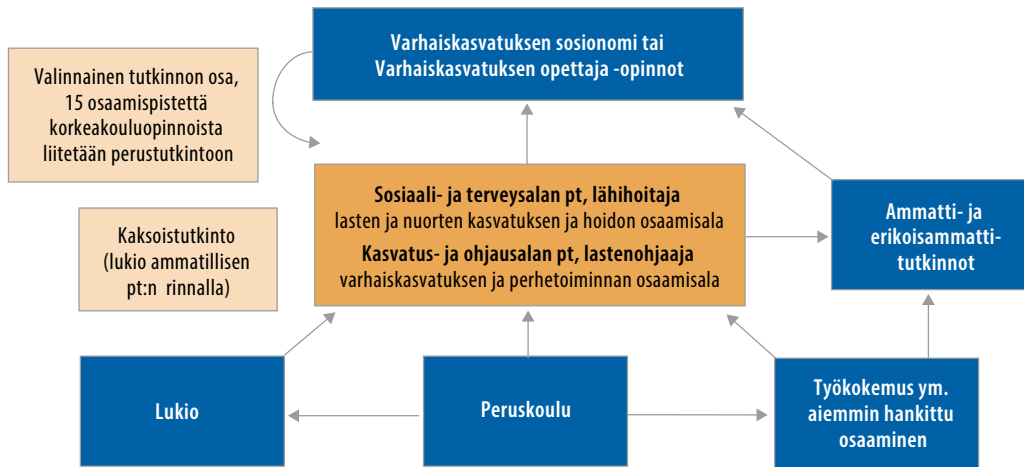 Varhaiskasvatuksen sosionomi tai
Varhaiskasvatuksen opettaja -opinnot
Valinnainen tutkinnon osa,
15 osaamispistettä
korkeakouluopinnoista
liitetään perustutkintoon
Sosiaali- ja terveysalan pt, lähihoitaja
lasten ja nuorten kasvatuksen ja hoidon osaamisala
Kasvatus- ja ohjausalan pt, lastenohjaaja
varhaiskasvatuksen ja perhetoiminnan osaamisala
Ammatti- ja
erikoisammatti-
tutkinnot
Kaksoistutkinto
(lukio ammatillisen
pt:n rinnalla)
Lukio
Peruskoulu
Työkokemus ym.
aiemmin hankittu
osaaminen